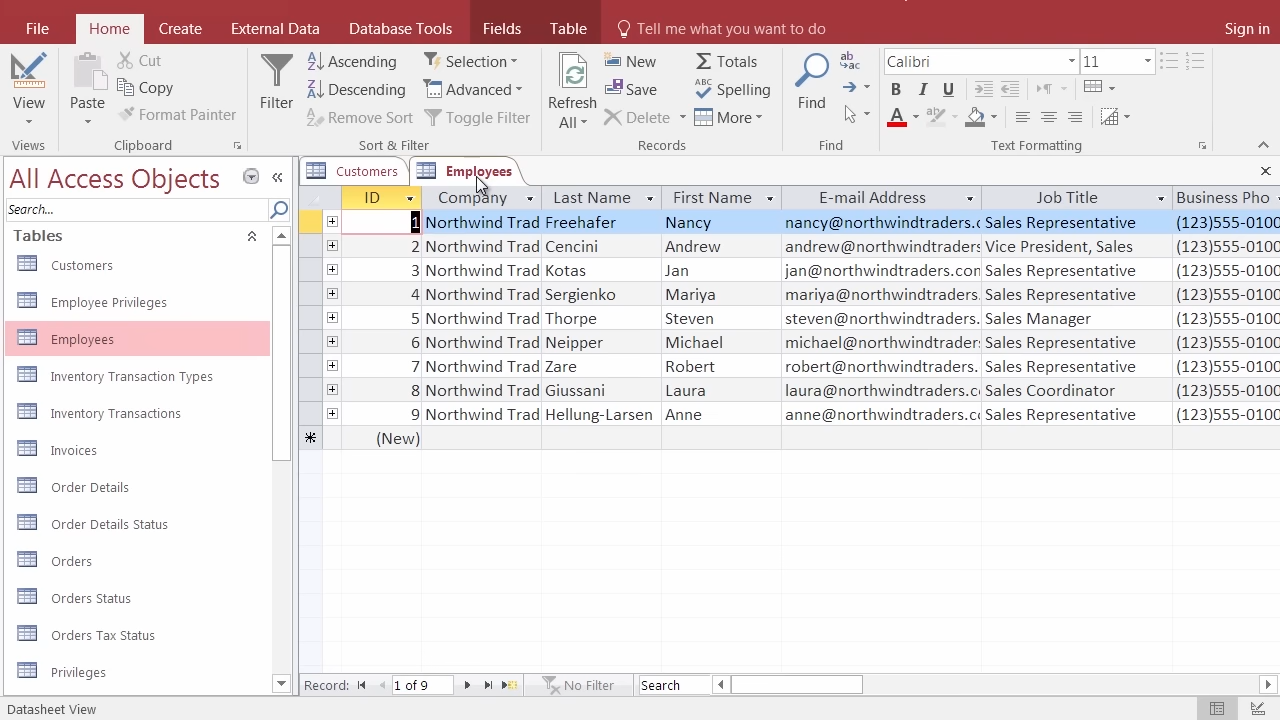 File Home Create External Data Database Tools Fields Table Tell me what you want to do Sign in
View
Views
Paste
Cut
Copy
Format Painter
Clipboard
Filter
Ascending
Descending
Remove Sort
Selection
Advanced
Toggle Filter
Sort & Filter
Refresh
All
New
Save
Delete
Totals
Spelling
More
Records
Find
Find
Calibri 11
B I U
Text Formatting
All Access Objects
Search...
Tables
Customers
Employee Privileges
Employees
Inventory Transaction Types
Inventory Transactions
Invoices
Order Details
Order Details Status
Orders
Orders Status
Orders Tax Status
Privileges
Customers Employees
ID Company Last Name First Name E-mail Address Job Title Business Pho
1 Northwind Trad Freehafer Nancy nancy@northwindtraders.c Sales Representative (123)555-0100
2 Northwind Trad Cencini Andrew andrew@northwindtraders Vice President, Sales (123)555-0100
3 Northwind Trad Kotas Jan jan@northwindtraders.con Sales Representative (123)555-0100
4 Northwind Trad Sergienko Mariya mariya@northwindtraders. Sales Representative (123)555-0100
5 Northwind Trad Thorpe Steven steven@northwindtraders. Sales Manager (123)555-0100
6 Northwind Trad Neipper Michael michael@northwindtraders Sales Representative (123)555-0100
7 Northwind Trad Zare Robert robert@northwindtraders. Sales Representative (123)555-0100
8 Northwind Trad Giussani Laura laura@northwindtraders.co Sales Coordinator (123)555-0100
9 Northwind Trad Hellung-Larsen Anne anne@northwindtraders.cc Sales Representative (123)555-0100
(New)
Record: 1 of 9 No Filter Search
Datasheet View